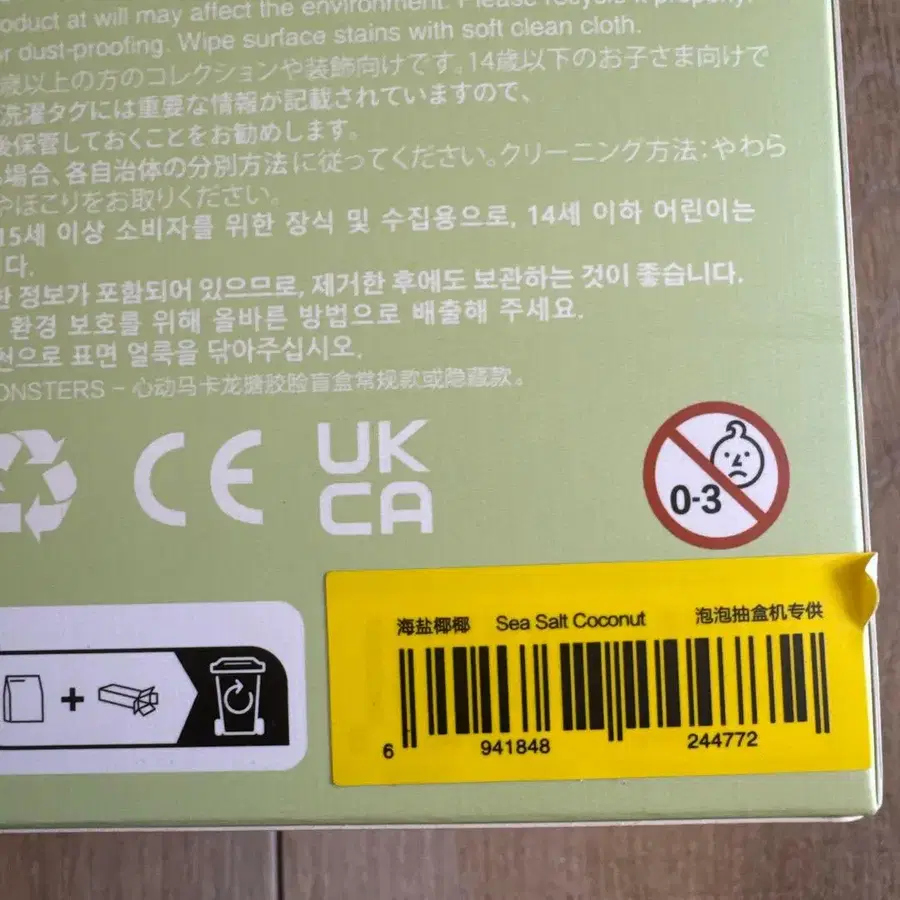 product at will may affect the environment. Please recycle it properly.
or dust-proofing. Wipe surface stains with soft clean cloth.
歳以上の方のコレクションや装飾向けです。14歳以下のお子さま向けで
洗濯タグには重要な情報が記載されていますので、
後保管しておくことをお勧めします。
場合、各自治体の分別方法に従ってください。クリーニング方法：やわら
やほこりをお取りください。
15세 이상 소비자를 위한 장식 및 수집용으로, 14세 이하 어린이는
다.
한 정보가 포함되어 있으므로, 제거한 후에도 보관하는 것이 좋습니다.
환경 보호를 위해 올바른 방법으로 배출해 주세요.
천으로 표면 얼룩을 닦아주십시오.
ONSTERS - 心动马卡龙搪胶脸盲盒常规款或隐藏款。
CE
UK
CA
0-3
海盐椰椰 Sea Salt Coconut 泡泡抽盒机专供
6 941848 244772